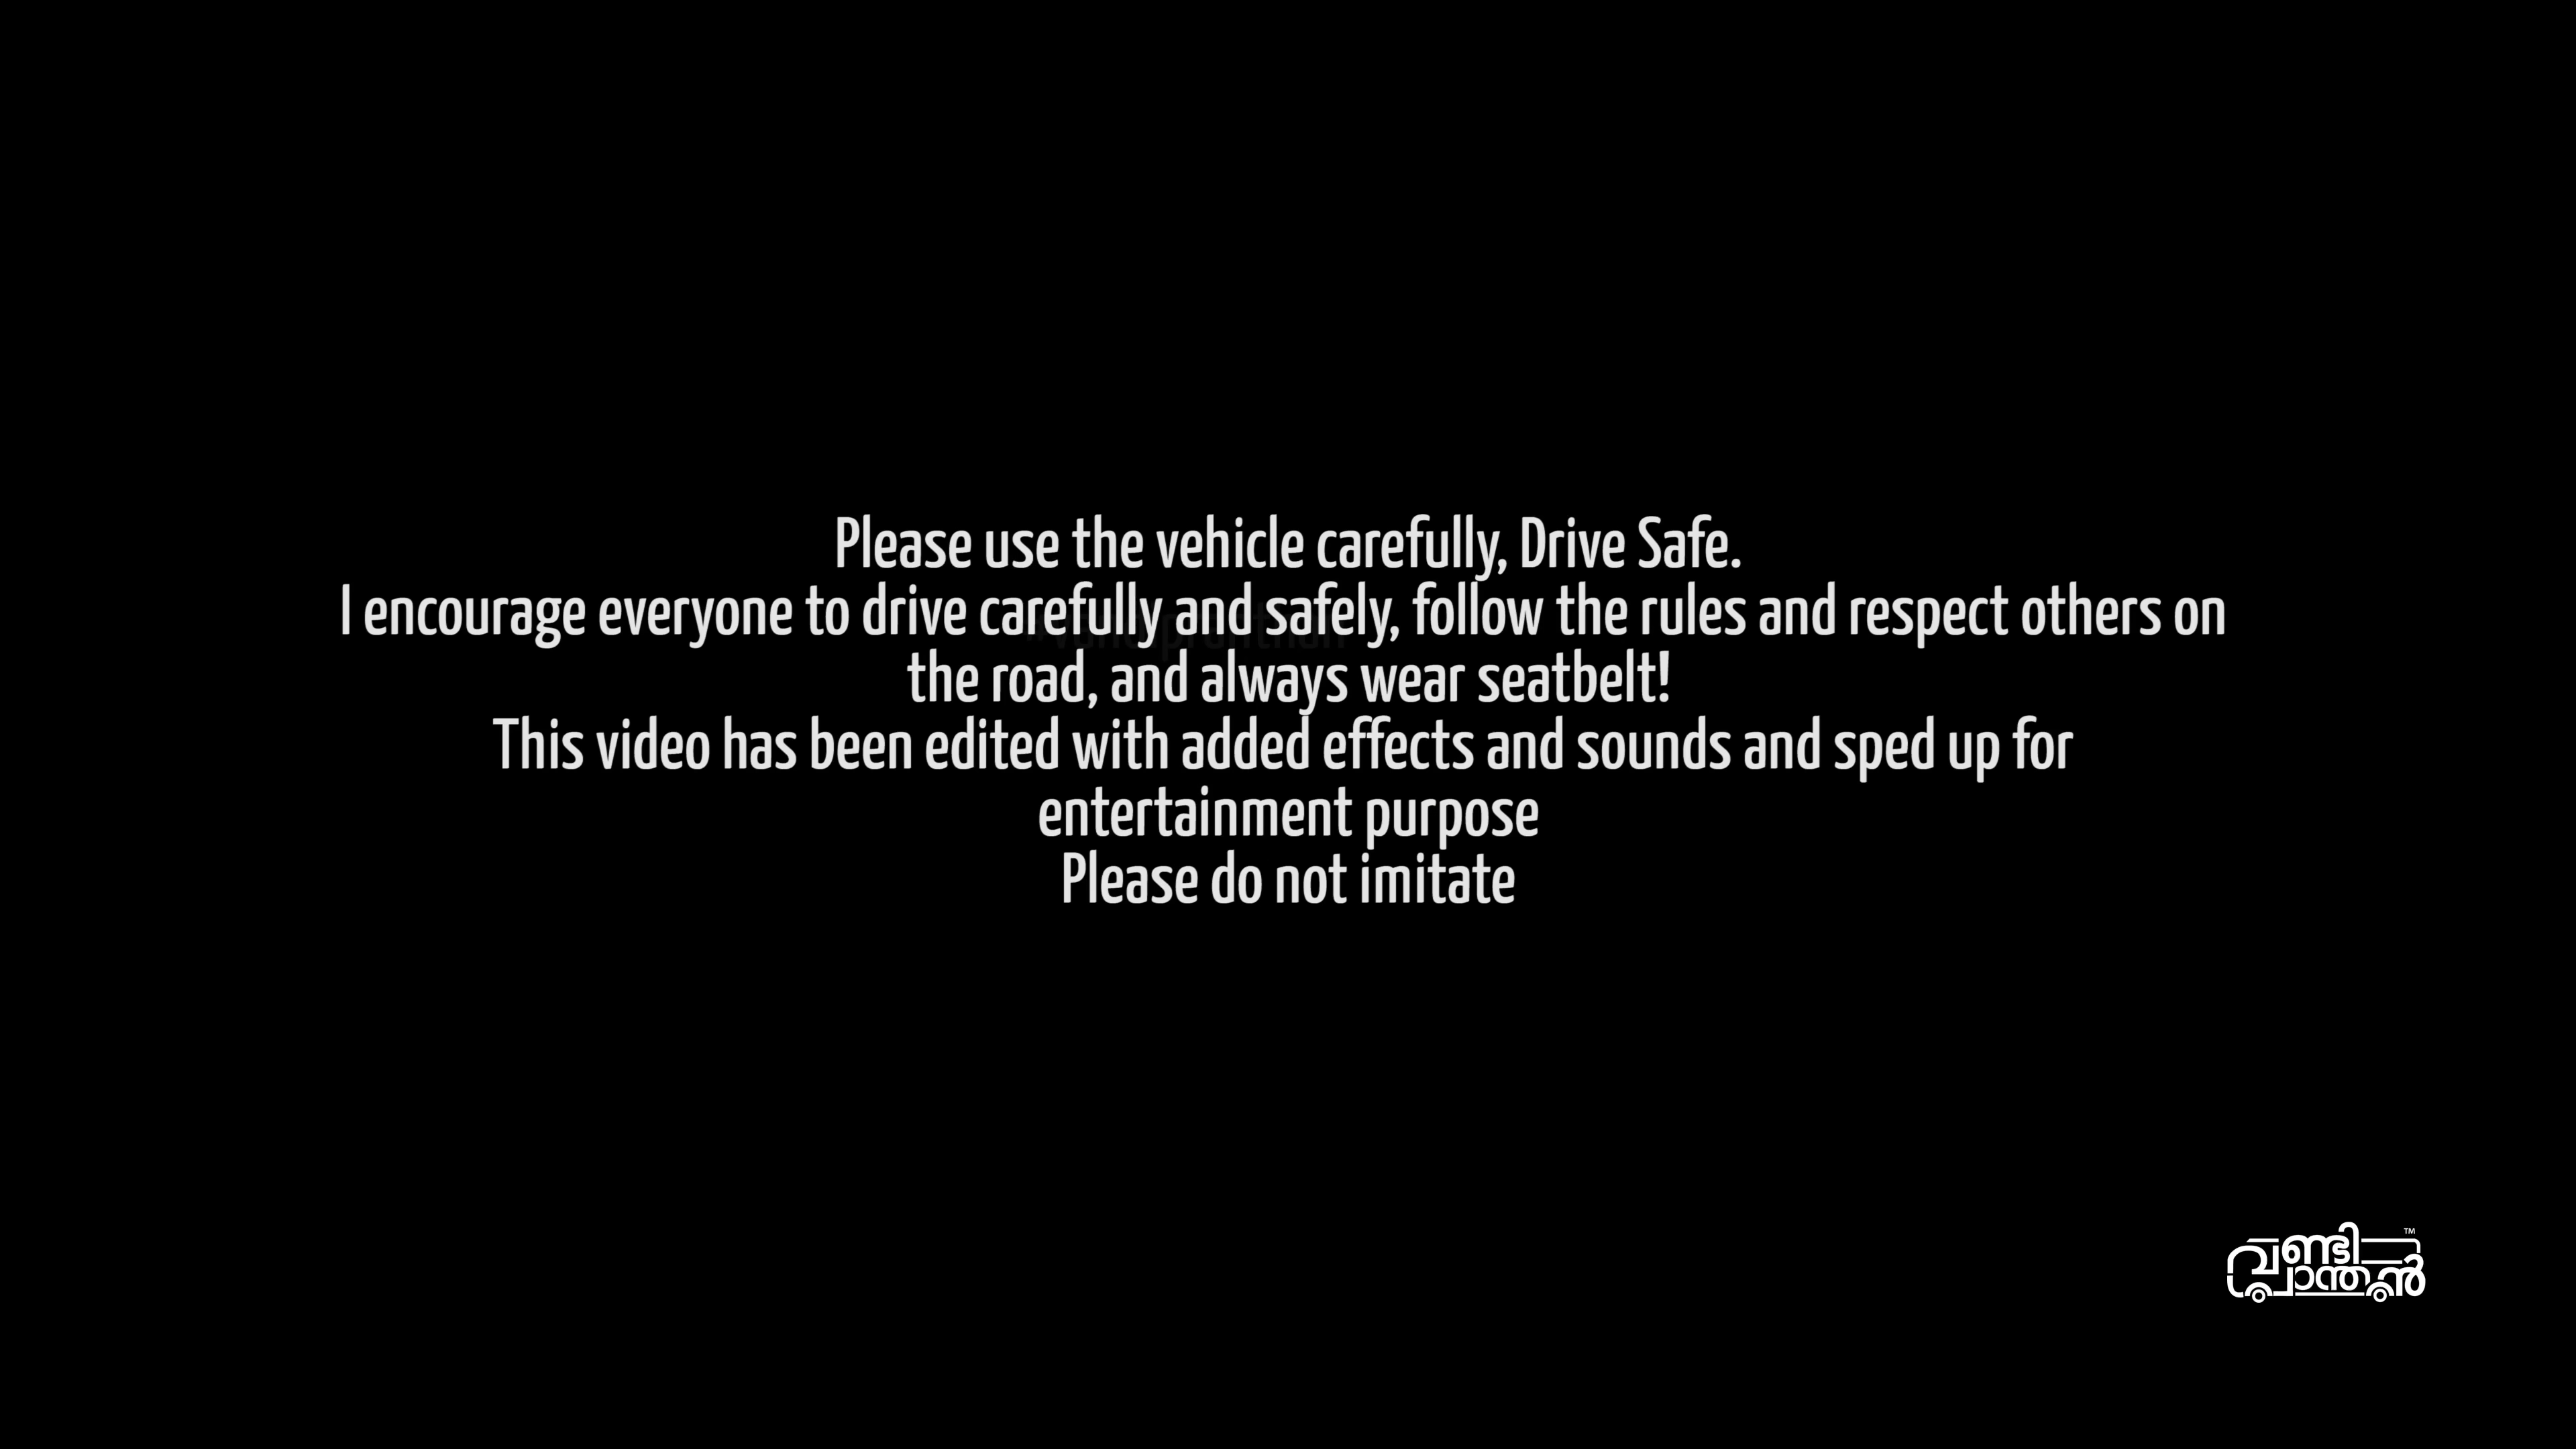 Please use the vehicle carefully, Drive Safe.
I encourage everyone to drive carefully and safely, follow the rules and respect others on
the road, and always wear seatbelt!
This video has been edited with added effects and sounds and sped up for
entertainment purpose
Please do not imitate
വണ്ടി TM
പ്രാന്തൻ